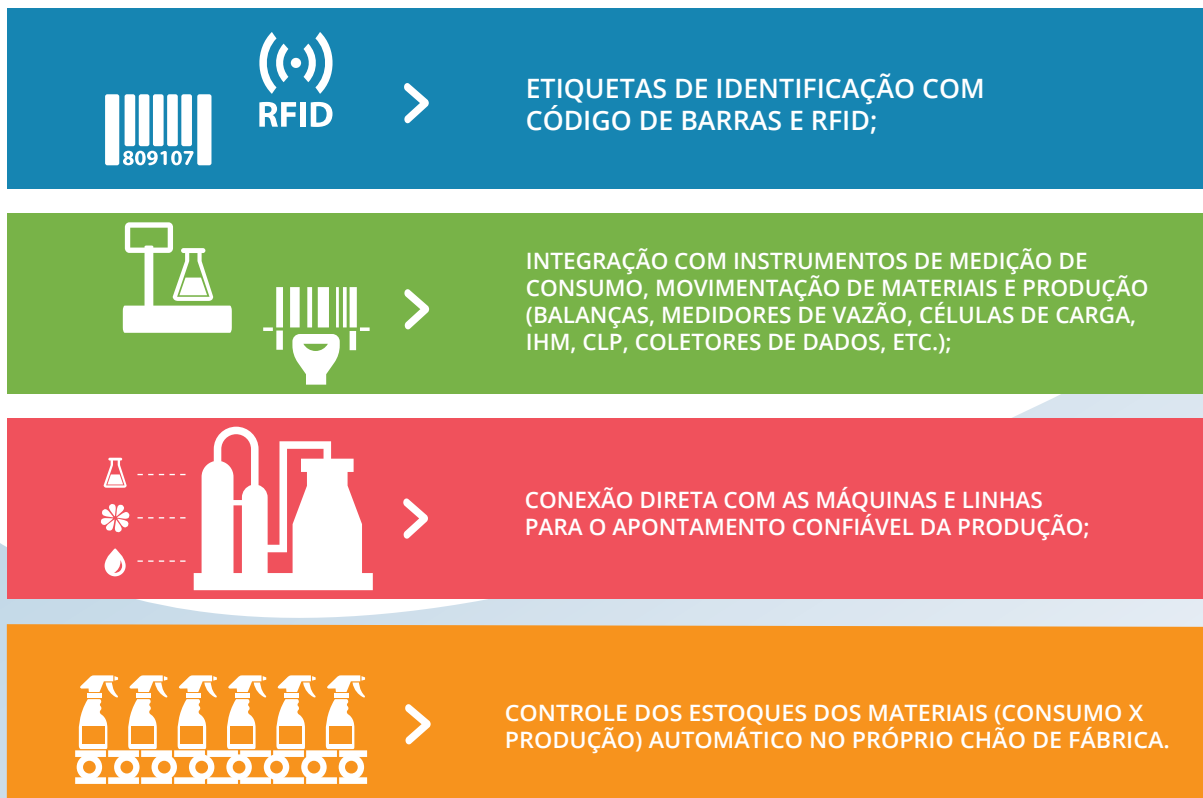 RFID
809107
ETIQUETAS DE IDENTIFICAÇÃO COM
CÓDIGO DE BARRAS E RFID;
INTEGRAÇÃO COM INSTRUMENTOS DE MEDIÇÃO DE
CONSUMO, MOVIMENTAÇÃO DE MATERIAIS E PRODUÇÃO
(BALANÇAS, MEDIDORES DE VAZÃO, CÉLULAS DE CARGA,
IHM, CLP, COLETORES DE DADOS, ETC.);
CONEXÃO DIRETA COM AS MÁQUINAS E LINHAS
PARA O APONTAMENTO CONFIÁVEL DA PRODUÇÃO;
CONTROLE DOS ESTOQUES DOS MATERIAIS (CONSUMO X
PRODUÇÃO) AUTOMÁTICO NO PRÓPRIO CHÃO DE FÁBRICA.